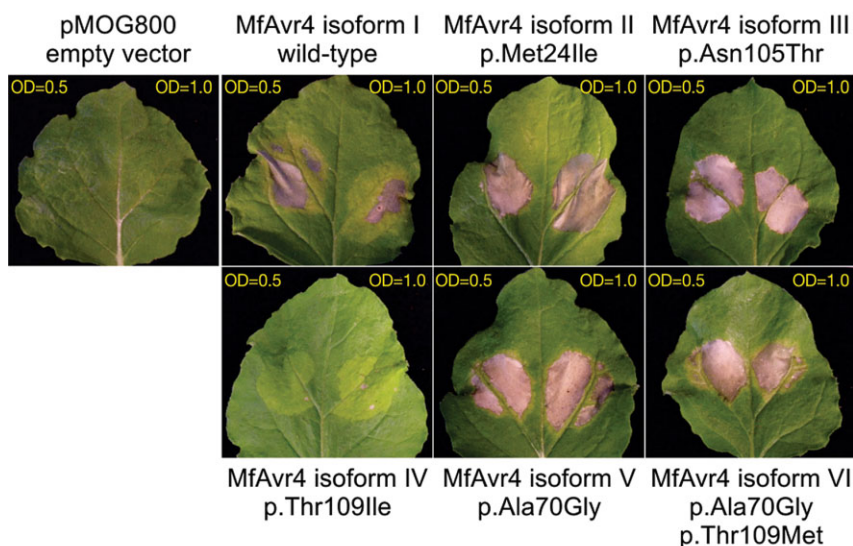 pMOG800
empty vector
MfAvr4 isoform I
wild-type
MfAvr4 isoform II
p.Met24Ile
MfAvr4 isoform III
p.Asn105Thr
OD=0.5 OD=1.0
OD=0.5 OD=1.0
OD=0.5 OD=1.0
OD=0.5 OD=1.0
OD=0.5 OD=1.0
OD=0.5 OD=1.0
OD=0.5 OD=1.0
MfAvr4 isoform IV
p.Thr109Ile
MfAvr4 isoform V
p.Ala70Gly
MfAvr4 isoform VI
p.Ala70Gly
p.Thr109Met